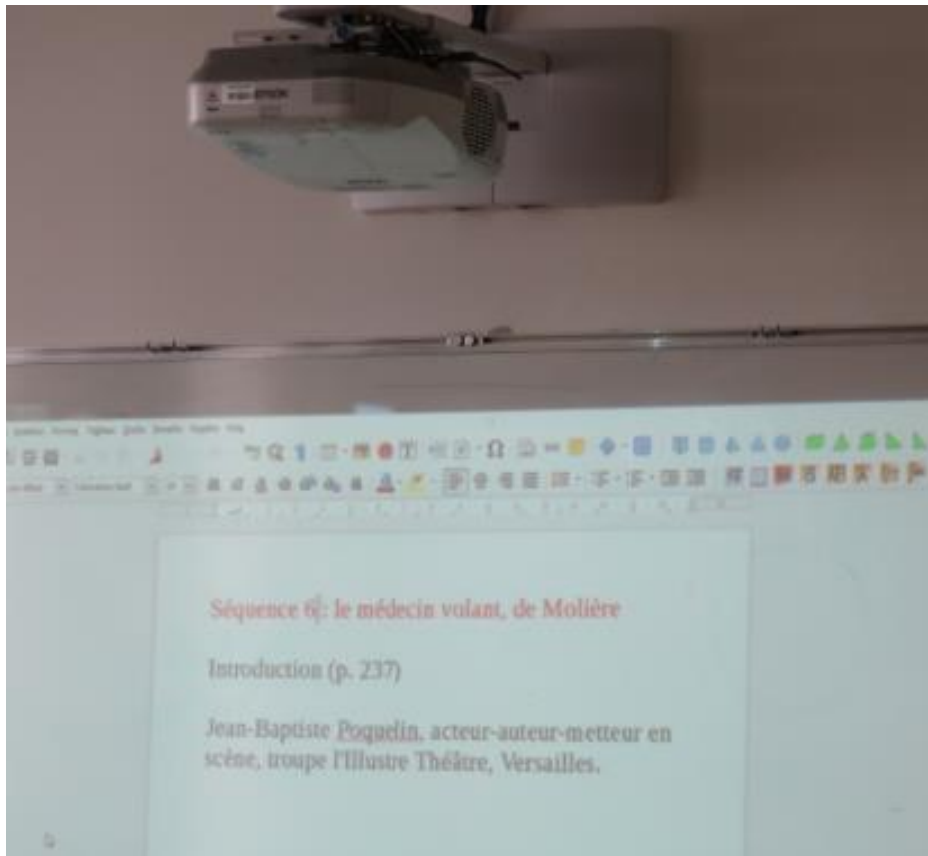 EPSON
Séquence 6: le médecin volant, de Molière
Introduction (p. 237)
Jean-Baptiste Poquelin, acteur-auteur-metteur en
scène, troupe l'Illustre Théâtre, Versailles.